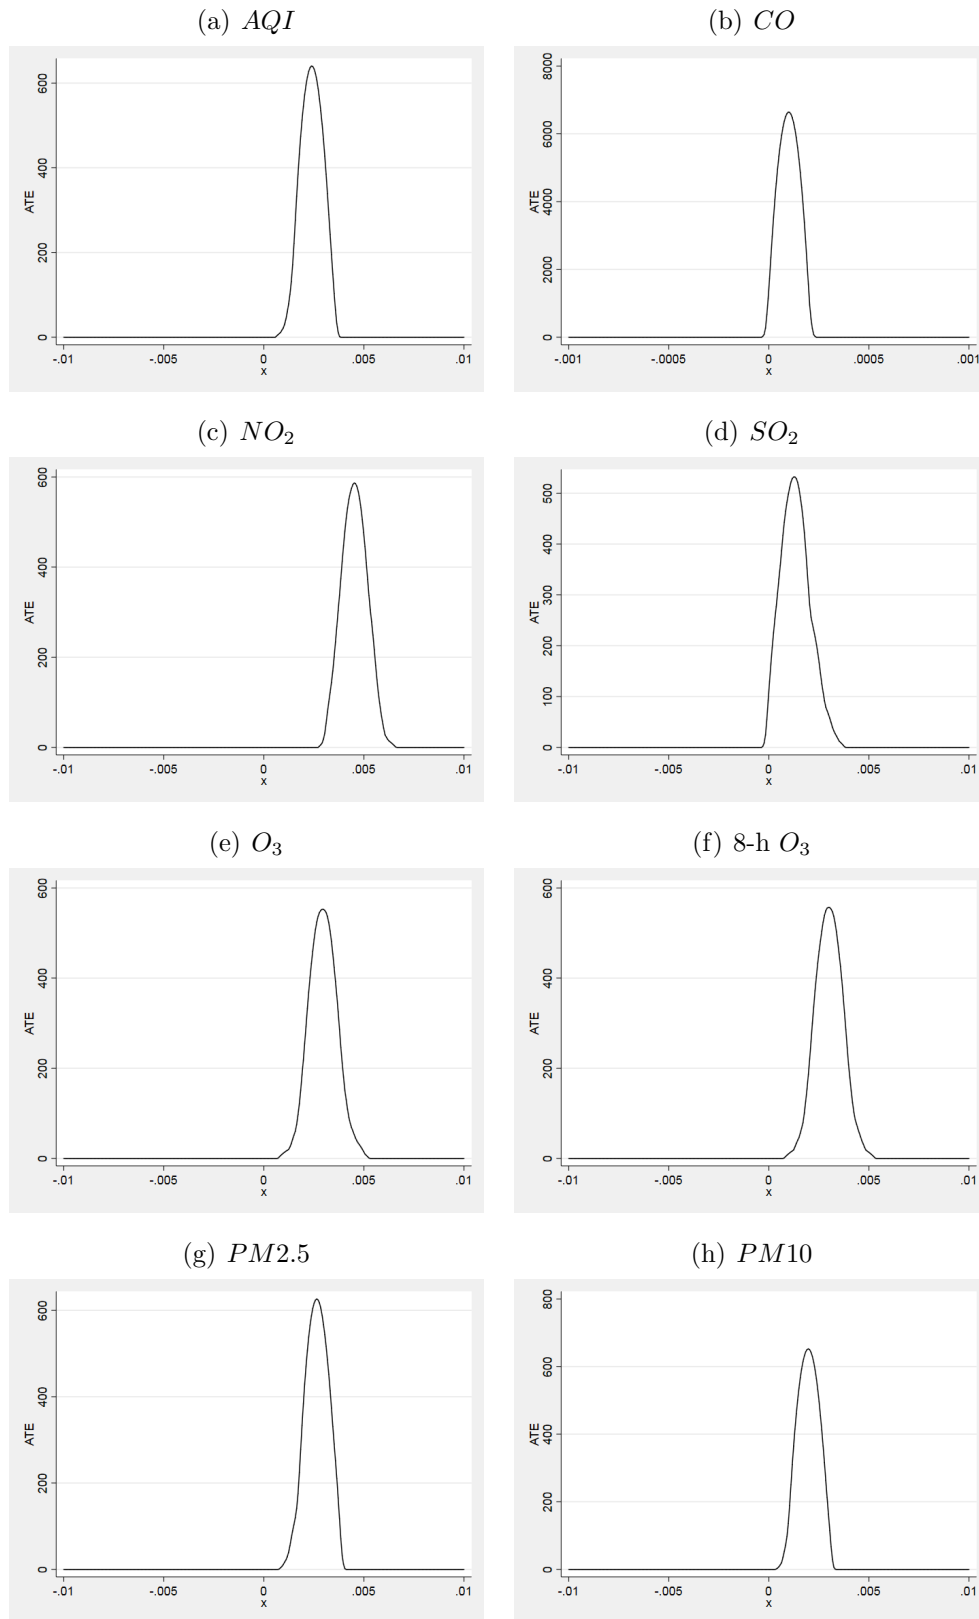 (a) AQI
ATE
600
400
200
0
-.01 -.005 0 .005 .01
x
(b) CO
ATE
8000
6000
4000
2000
0
-.001 -.0005 0 .0005 .001
x
(c) NO2
ATE
600
400
200
0
-.01 -.005 0 .005 .01
x
(d) SO2
ATE
500
400
300
200
100
0
-.01 -.005 0 .005 .01
x
(e) O3
ATE
600
400
200
0
-.01 -.005 0 .005 .01
x
(f) 8-h O3
ATE
600
400
200
0
-.01 -.005 0 .005 .01
x
(g) PM2.5
ATE
600
400
200
0
-.01 -.005 0 .005 .01
x
(h) PM10
ATE
800
600
400
200
0
-.01 -.005 0 .005 .01
x